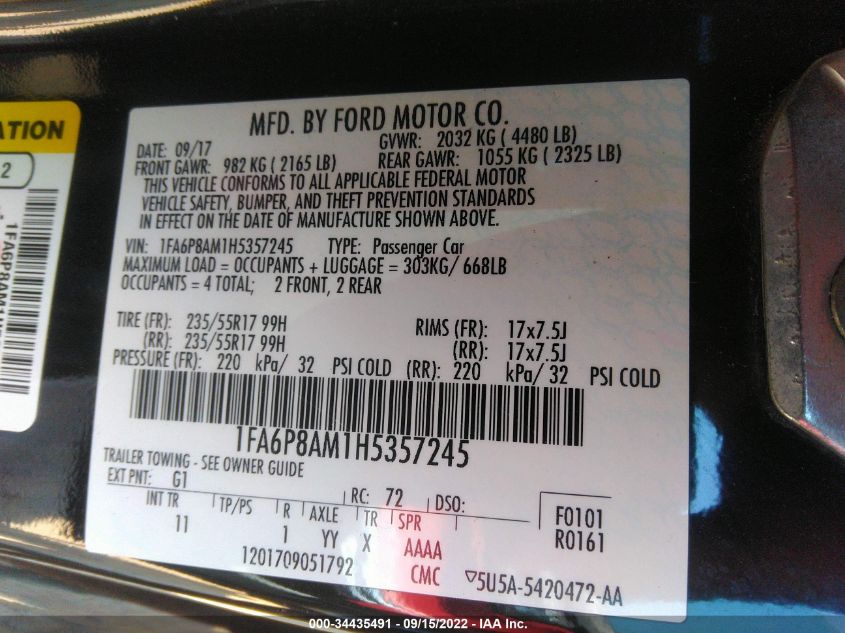 ATION
2
1FA6P8AM1H5
MFD. BY FORD MOTOR CO.
DATE: 09/17 GVWR: 2032 KG ( 4480 LB)
FRONT GAWR: 982 KG ( 2165 LB) REAR GAWR: 1055 KG ( 2325 LB)
THIS VEHICLE CONFORMS TO ALL APPLICABLE FEDERAL MOTOR
VEHICLE SAFETY, BUMPER, AND THEFT PREVENTION STANDARDS
IN EFFECT ON THE DATE OF MANUFACTURE SHOWN ABOVE.
VIN: 1FA6P8AM1H5357245 TYPE: Passenger Car
MAXIMUM LOAD = OCCUPANTS + LUGGAGE = 303KG/ 668LB
OCCUPANTS = 4 TOTAL; 2 FRONT, 2 REAR
TIRE (FR): 235/55R17 99H RIMS (FR): 17x7.5J
(RR): 235/55R17 99H (RR): 17x7.5J
PRESSURE (FR): 220 kPa/ 32 PSI COLD (RR): 220 kPa/ 32 PSI COLD
1FA6P8AM1H5357245
TRAILER TOWING - SEE OWNER GUIDE
EXT PNT: G1 RC: 72 DSO:
INT TR TP/PS R AXLE TR SPR F0101
11 1 YY X AAAA R0161
1201709051792 CMC ▽5U5A-5420472-AA
000-34435491 - 09/15/2022 - IAA Inc.